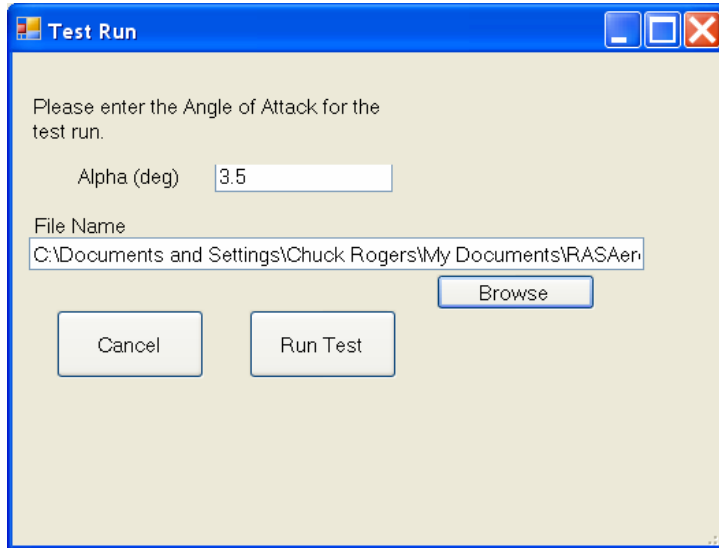 Test Run
Please enter the Angle of Attack for the
test run.
Alpha (deg) 3.5
File Name
C:\Documents and Settings\Chuck Rogers\My Documents\RASAer
Browse
Cancel Run Test